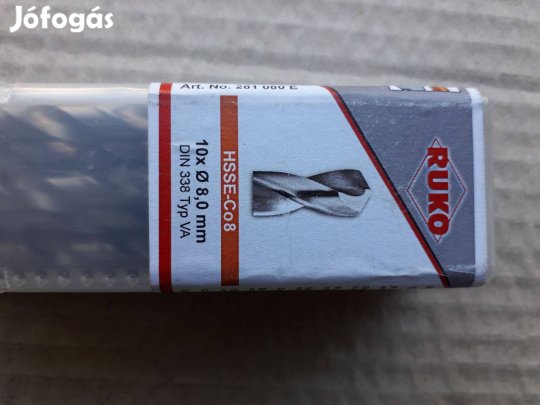 Jófogás
Art. No. 281 080 E
RUKO
HSSE-Co8
10x Ø 8,0 mm
DIN 338 Typ VA